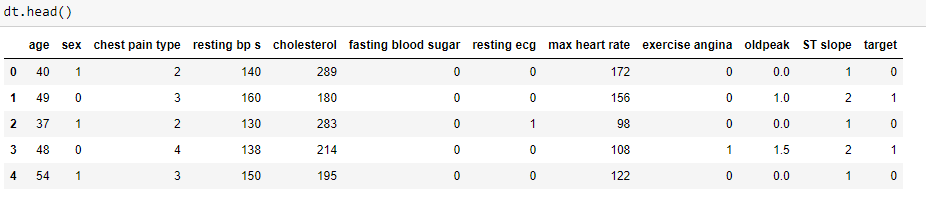 dt.head()
age sex chest pain type resting bp s cholesterol fasting blood sugar resting ecg max heart rate exercise angina oldpeak ST slope target
0 40 1 2 140 289 0 0 172 0 0.0 1 0
1 49 0 3 160 180 0 0 156 0 1.0 2 1
2 37 1 2 130 283 0 1 98 0 0.0 1 0
3 48 0 4 138 214 0 0 108 1 1.5 2 1
4 54 1 3 150 195 0 0 122 0 0.0 1 0